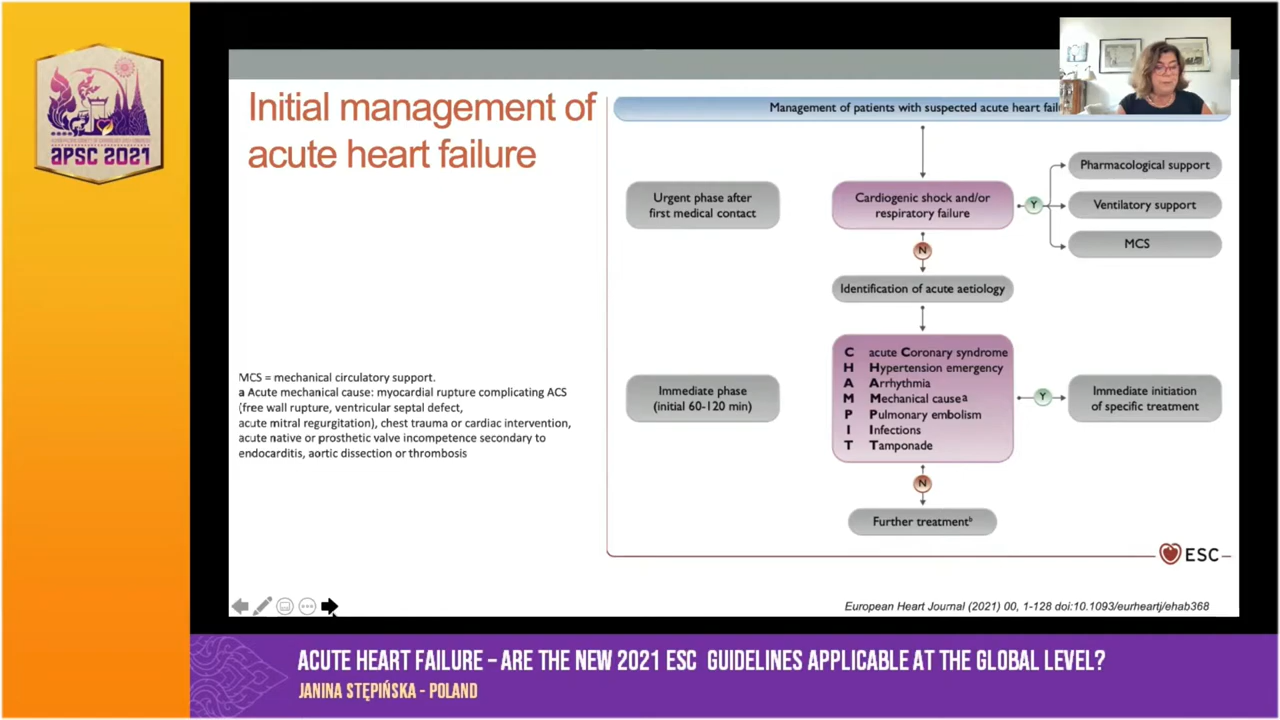 APSC 2021
Initial management of
acute heart failure
MCS = mechanical circulatory support.
a Acute mechanical cause: myocardial rupture complicating ACS
(free wall rupture, ventricular septal defect,
acute mitral regurgitation), chest trauma or cardiac intervention,
acute native or prosthetic valve incompetence secondary to
endocarditis, aortic dissection or thrombosis
Management of patients with suspected acute heart fail
Urgent phase after
first medical contact
Cardiogenic shock and/or
respiratory failure
Y
Pharmacological support
Ventilatory support
MCS
N
Identification of acute aetiology
Immediate phase
(initial 60-120 min)
C acute Coronary syndrome
H Hypertension emergency
A Arrhythmia
M Mechanical causeᵃ
P Pulmonary embolism
I Infections
T Tamponade
Y
Immediate initiation
of specific treatment
N
Further treatmentᵇ
ESC
European Heart Journal (2021) 00, 1-128 doi:10.1093/eurheartj/ehab368
ACUTE HEART FAILURE – ARE THE NEW 2021 ESC GUIDELINES APPLICABLE AT THE GLOBAL LEVEL?
JANINA STĘPIŃSKA - POLAND